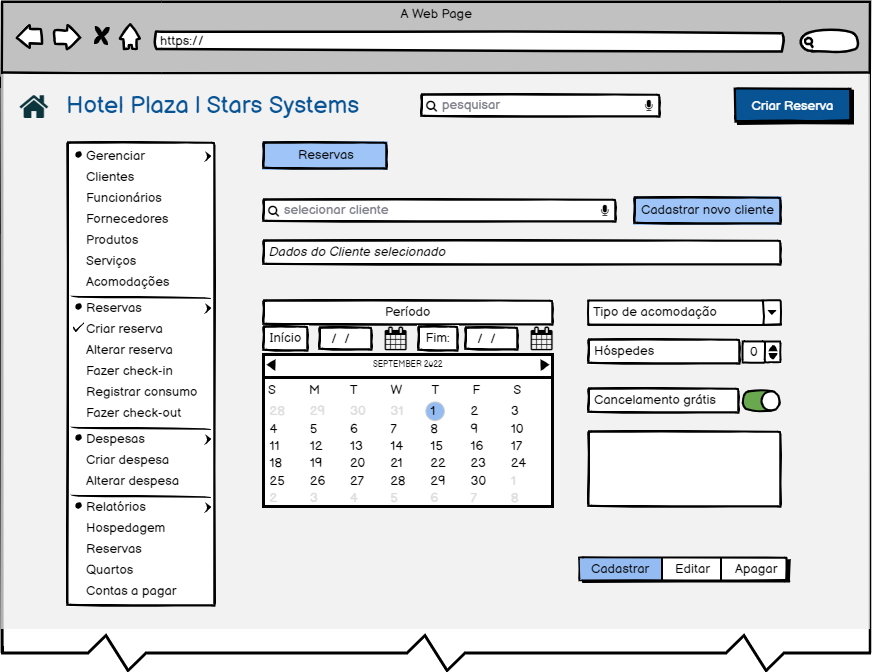 A Web Page
https://
Hotel Plaza | Stars Systems
pesquisar
Criar Reserva
Gerenciar
Clientes
Funcionários
Fornecedores
Produtos
Serviços
Acomodações
Reservas
Criar reserva
Alterar reserva
Fazer check-in
Registrar consumo
Fazer check-out
Despesas
Criar despesa
Alterar despesa
Relatórios
Hospedagem
Reservas
Quartos
Contas a pagar
Reservas
selecionar cliente
Cadastrar novo cliente
Dados do Cliente selecionado
Período
Início / / Fim: / /
SEPTEMBER 2022
S M T W T F S
28 29 30 31 1 2 3
4 5 6 7 8 9 10
11 12 13 14 15 16 17
18 19 20 21 22 23 24
25 26 27 28 29 30 1
2 3 4 5 6 7 8
Tipo de acomodação
Hóspedes 0
Cancelamento grátis
Cadastrar Editar Apagar